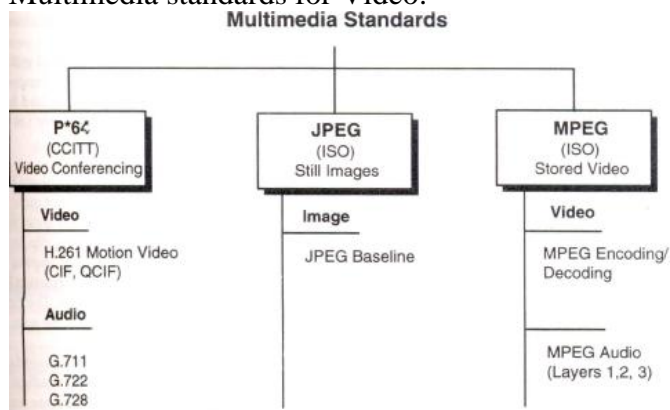 Multimedia standards for Video:
Multimedia Standards
P*64
(CCITT)
Video Conferencing
Video
H.261 Motion Video
(CIF, QCIF)
Audio
G.711
G.722
G.728
JPEG
(ISO)
Still Images
Image
JPEG Baseline
MPEG
(ISO)
Stored Video
Video
MPEG Encoding/
Decoding
MPEG Audio
(Layers 1,2, 3)